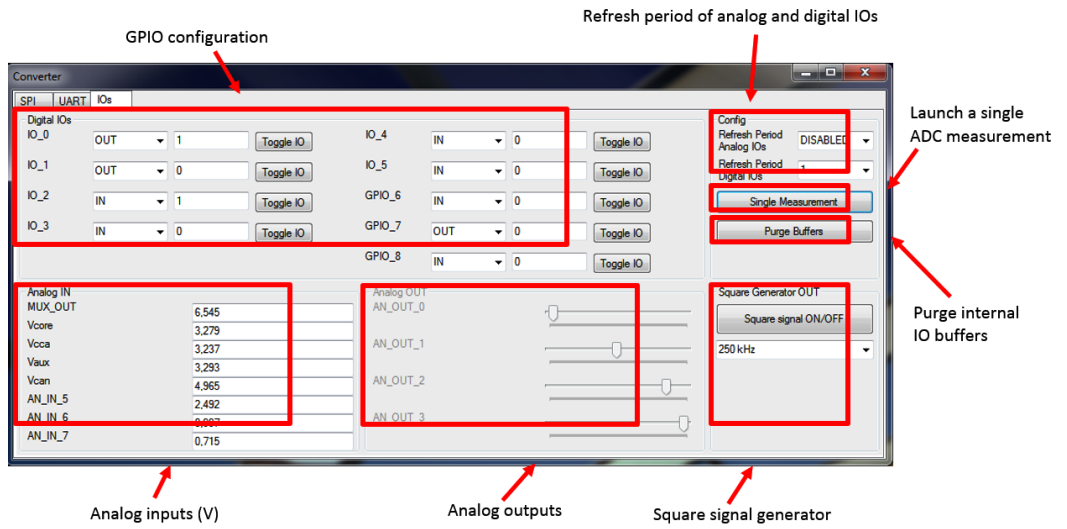 Refresh period of analog and digital IOs
GPIO configuration
Converter
SPI UART IOs
Digital IOs
IO_0 OUT 1 Toggle IO
IO_1 OUT 0 Toggle IO
IO_2 IN 1 Toggle IO
IO_3 IN 0 Toggle IO
IO_4 IN 0 Toggle IO
IO_5 IN 0 Toggle IO
GPIO_6 IN 0 Toggle IO
GPIO_7 OUT 0 Toggle IO
GPIO_8 IN 0 Toggle IO
Config
Refresh Period
Analog IOs
DISABLED
Refresh Period
Digital IOs
Single Measurement
Purge Buffers
Launch a single
ADC measurement
Purge internal
IO buffers
Analog IN
MUX_OUT 6,545
Vcore 3,279
Vcca 3,237
Vaux 3,293
Vcan 4,965
AN_IN_5 2,492
AN_IN_6
AN_IN_7 0,715
Analog OUT
AN_OUT_0
AN_OUT_1
AN_OUT_2
AN_OUT_3
Square Generator OUT
Square signal ON/OFF
250 kHz
Analog inputs (V)
Analog outputs
Square signal generator